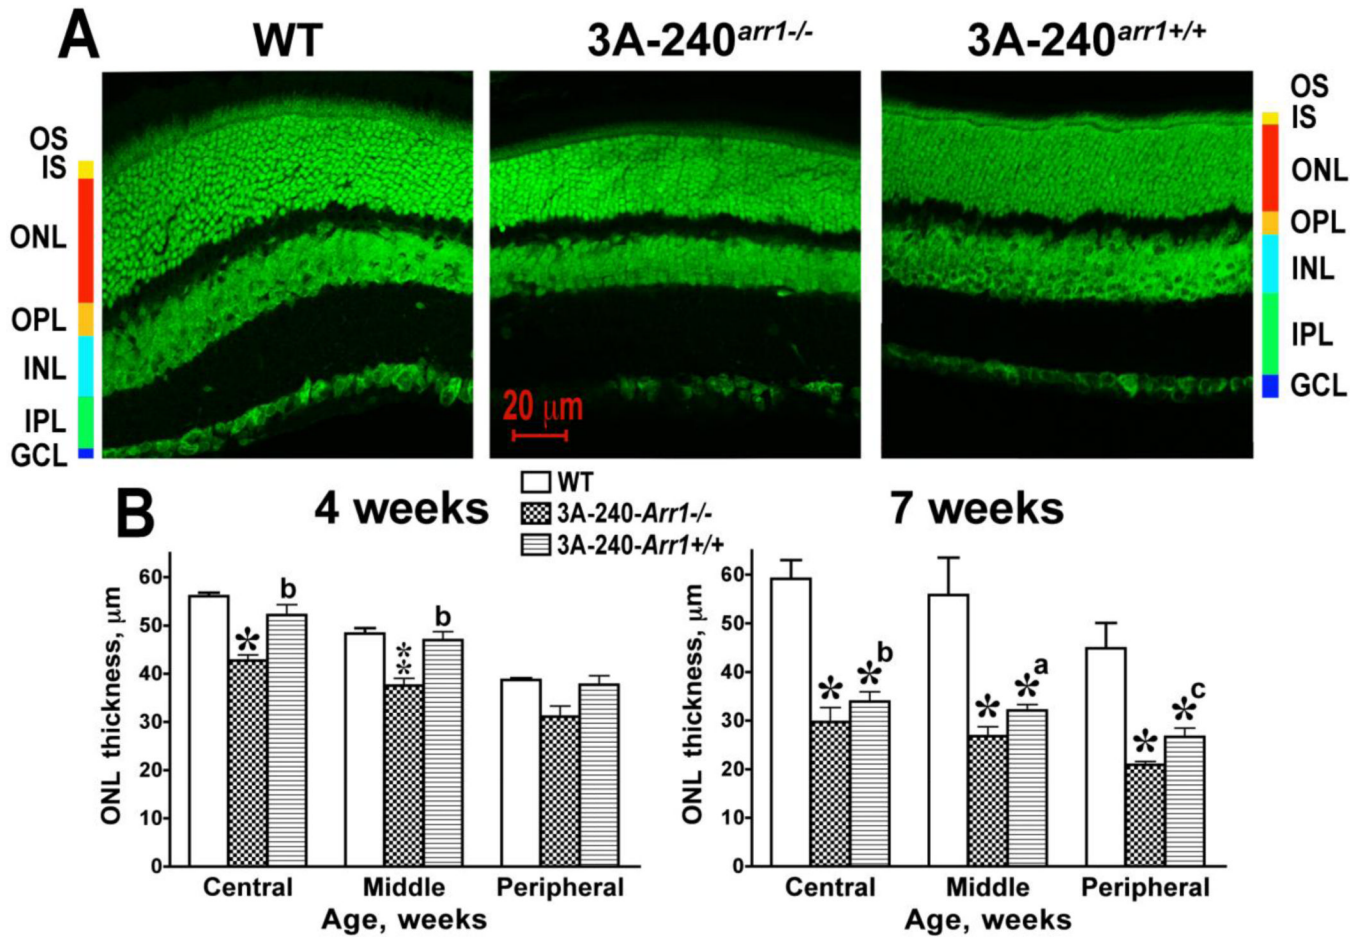 A
WT
3A-240arr1-/-
3A-240arr1+/+
OS
IS
ONL
OPL
INL
IPL
GCL
20 μm
OS
IS
ONL
OPL
INL
IPL
GCL
B
4 weeks
WT
3A-240-Arr1-/-
3A-240-Arr1+/+
7 weeks
ONL thickness, μm
60
50
40
30
20
10
0
b
*
**
b
Central
Middle
Peripheral
Age, weeks
ONL thickness, μm
60
50
40
30
20
10
0
*
*b
*
*a
*
*c
Central
Middle
Peripheral
Age, weeks